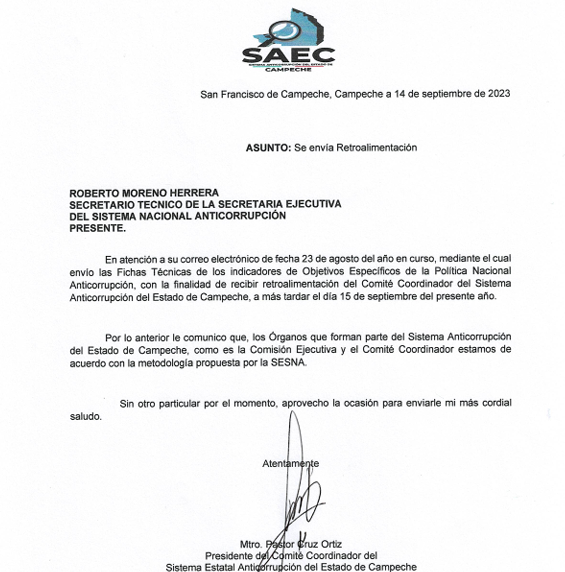 SAEC
SISTEMA ANTICORRUPCIÓN DEL ESTADO DE
CAMPECHE
San Francisco de Campeche, Campeche a 14 de septiembre de 2023
ASUNTO: Se envía Retroalimentación
ROBERTO MORENO HERRERA
SECRETARIO TECNICO DE LA SECRETARIA EJECUTIVA
DEL SISTEMA NACIONAL ANTICORRUPCIÓN
PRESENTE.
En atención a su correo electrónico de fecha 23 de agosto del año en curso, mediante el cual
envío las Fichas Técnicas de los indicadores de Objetivos Específicos de la Política Nacional
Anticorrupción, con la finalidad de recibir retroalimentación del Comité Coordinador del Sistema
Anticorrupción del Estado de Campeche, a más tardar el día 15 de septiembre del presente año.
Por lo anterior le comunico que, los Órganos que forman parte del Sistema Anticorrupción
del Estado de Campeche, como es la Comisión Ejecutiva y el Comité Coordinador estamos de
acuerdo con la metodología propuesta por la SESNA.
Sin otro particular por el momento, aprovecho la ocasión para enviarle mi más cordial
saludo.
Atentamente
Mtro. Pastor Cruz Ortiz
Presidente del Comité Coordinador del
Sistema Estatal Anticorrupción del Estado de Campeche